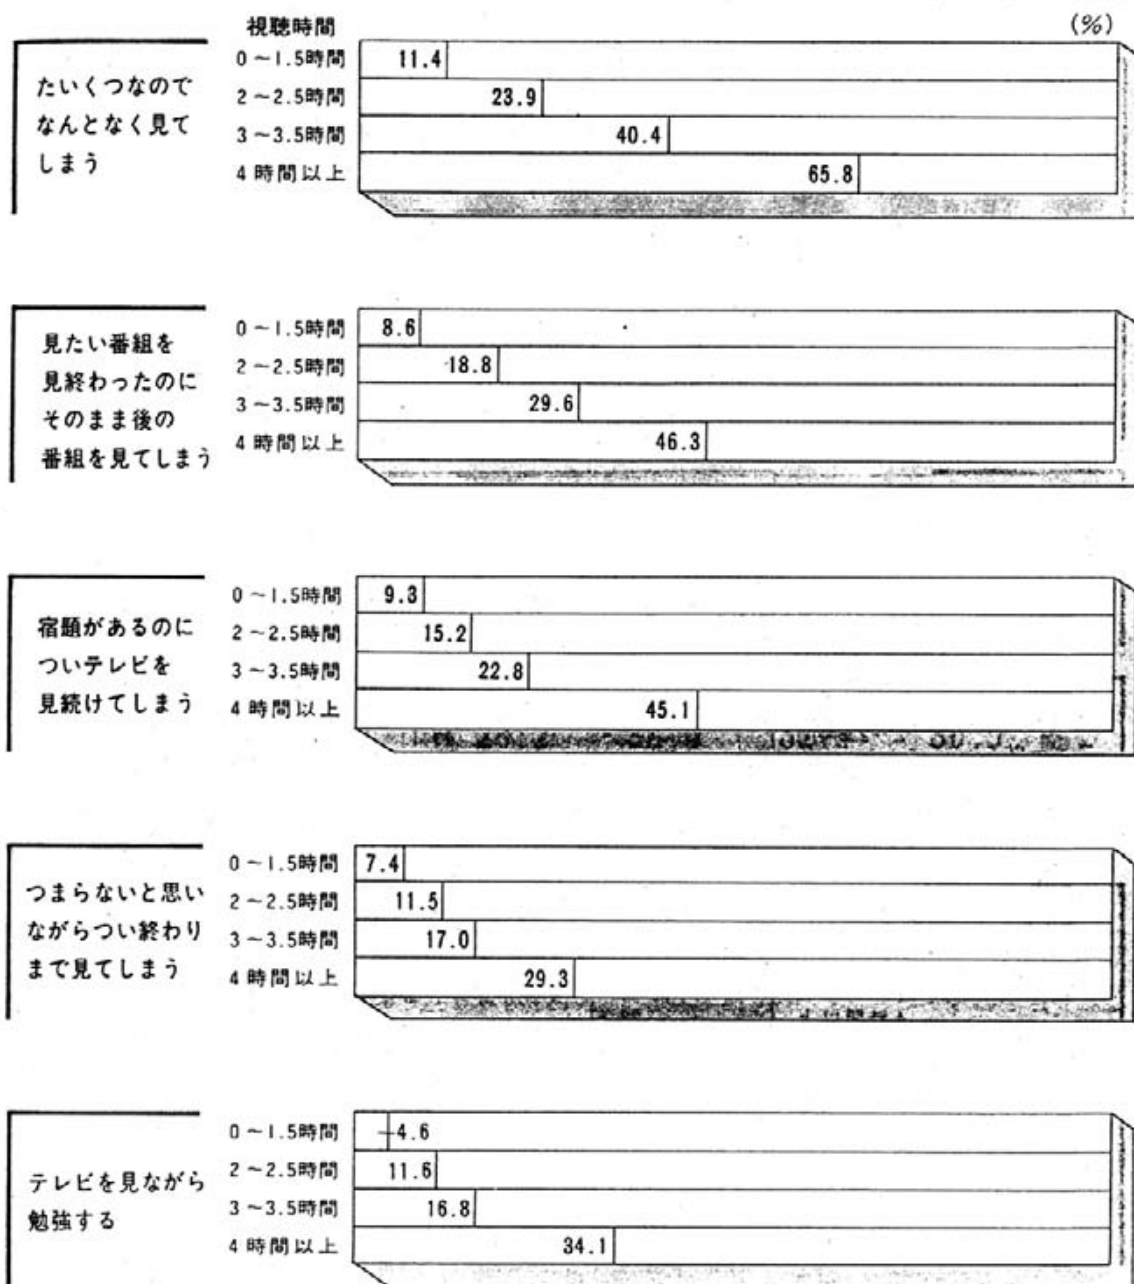 視聴時間
(%)
たいくつなので
なんとなく見て
しまう
0~1.5時間 11.4
2~2.5時間 23.9
3~3.5時間 40.4
4時間以上 65.8
見たい番組を
見終わったのに
そのまま後の
番組を見てしまう
0~1.5時間 8.6
2~2.5時間 18.8
3~3.5時間 29.6
4時間以上 46.3
宿題があるのに
ついテレビを
見続けてしまう
0~1.5時間 9.3
2~2.5時間 15.2
3~3.5時間 22.8
4時間以上 45.1
つまらないと思い
ながらつい終わり
まで見てしまう
0~1.5時間 7.4
2~2.5時間 11.5
3~3.5時間 17.0
4時間以上 29.3
テレビを見ながら
勉強する
0~1.5時間 4.6
2~2.5時間 11.6
3~3.5時間 16.8
4時間以上 34.1